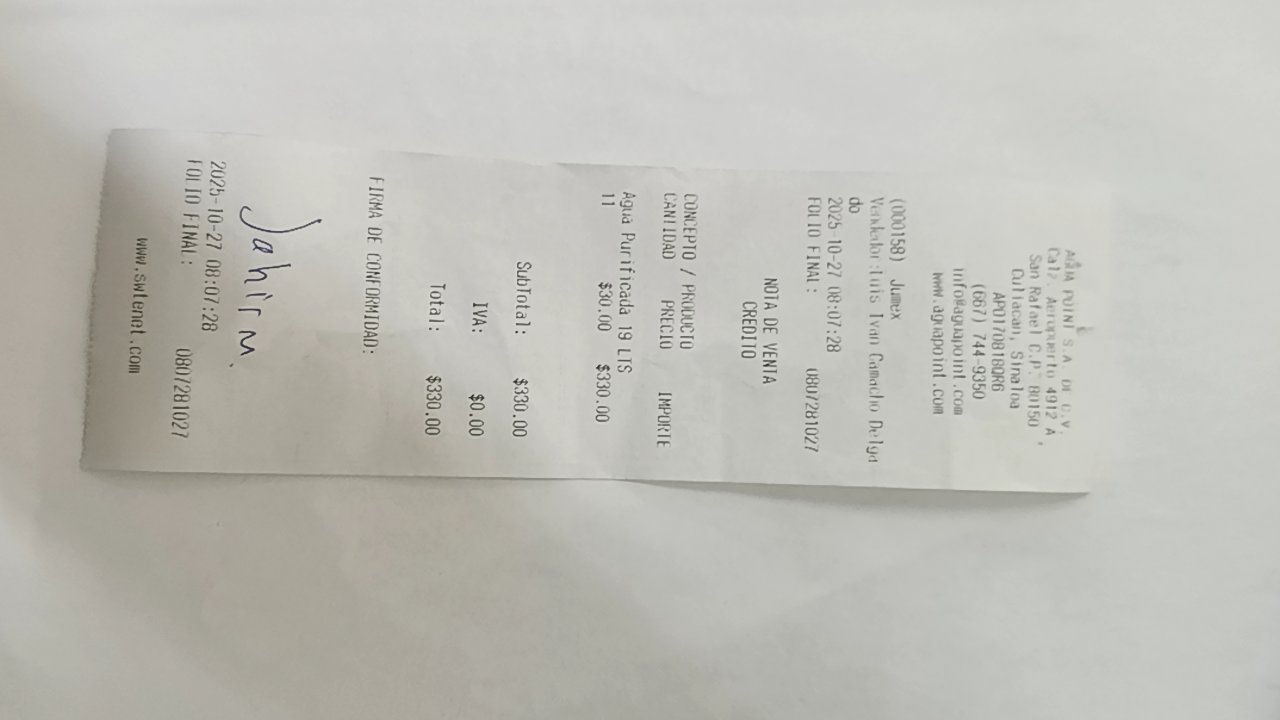 AGUA POINT S.A. DE C.V.
Calz. Aeropuerto 4912 A,
San Rafael C.P. 80150
Culiacan, Sinaloa
APO170818QR6
(667) 744-9350
info@aguapoint.com
www.aguapoint.com
(000158) Jumex
Vendedor:Luis Ivan Camacho Delga
do
2025-10-27 08:07:28
FOLIO FINAL: 0807281027
NOTA DE VENTA
CREDITO
CONCEPTO / PRODUCTO
CANTIDAD PRECIO IMPORTE
Agua Purificada 19 LTS
11 $30.00 $330.00
SubTotal: $330.00
IVA: $0.00
Total: $330.00
FIRMA DE CONFORMIDAD:
Jahir M.
2025-10-27 08:07:28
FOLIO FINAL: 0807281027
www.swtenet.com